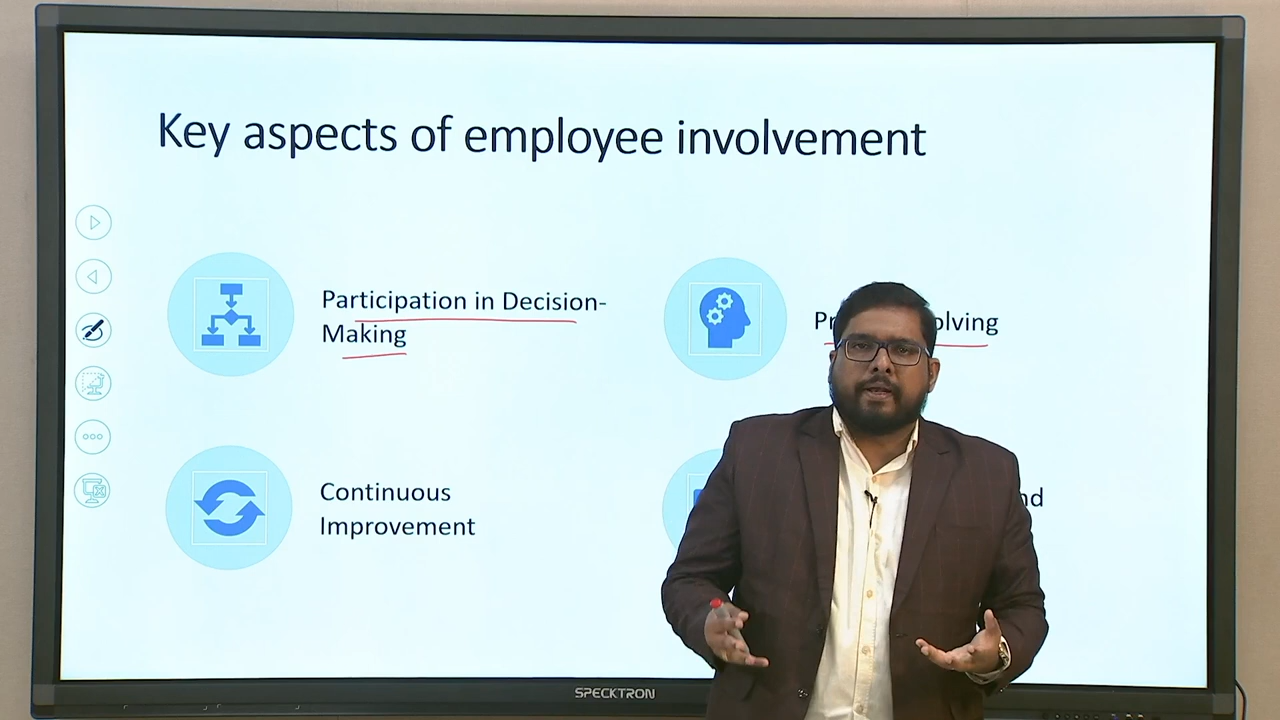 Key aspects of employee involvement
Participation in Decision-
Making
Continuous
Improvement
SPECKTRON